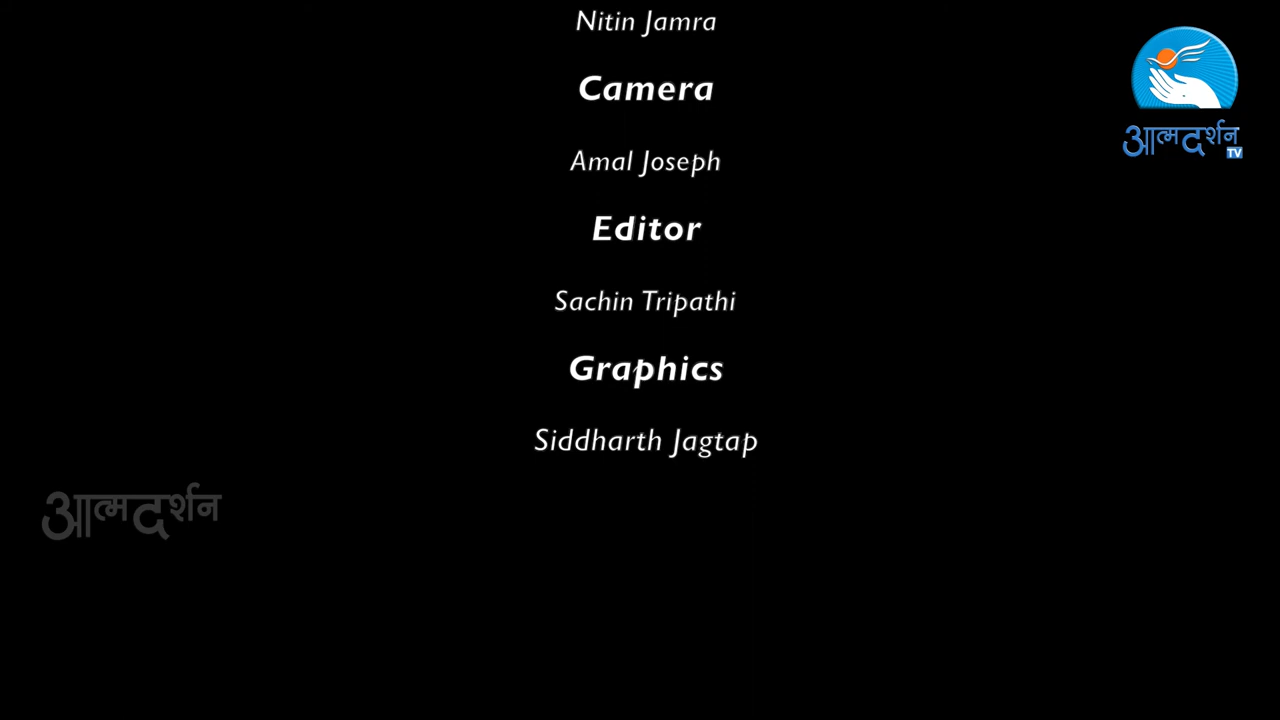 Nitin Jamra
Camera
आत्मदर्शन
TV
Amal Joseph
Editor
Sachin Tripathi
Graphics
Siddharth Jagtap
आत्मदर्शन